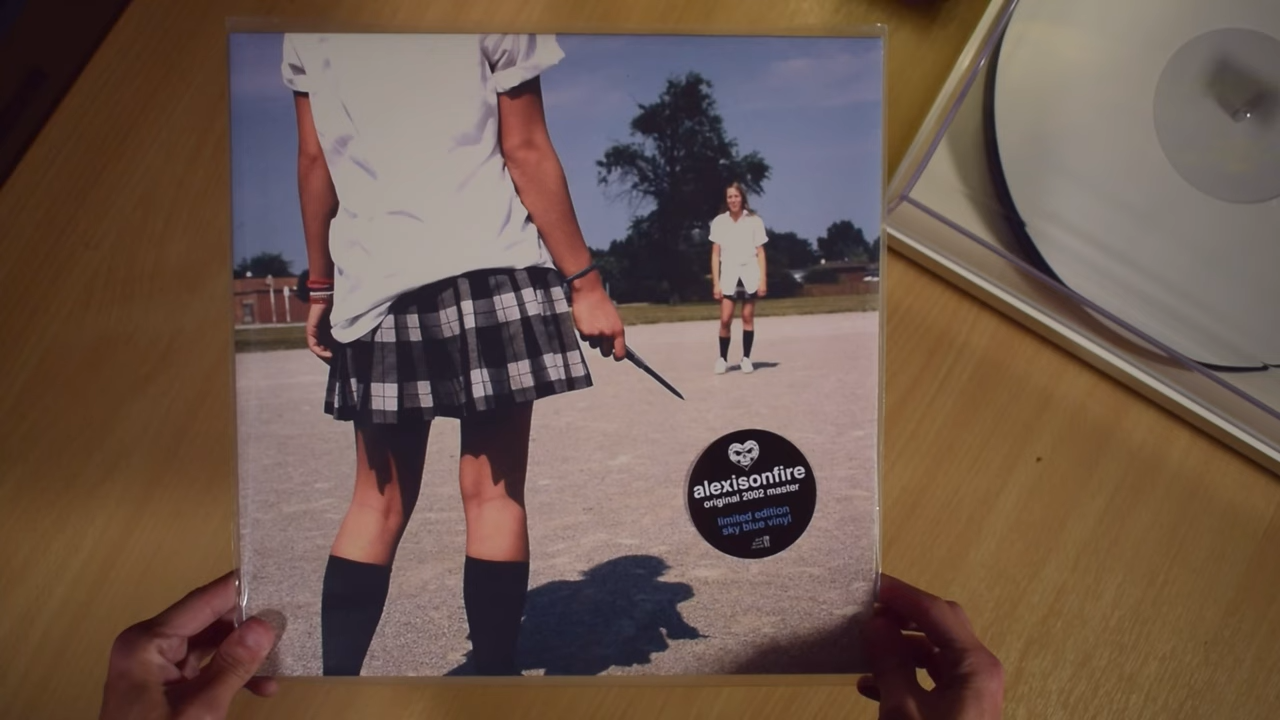 alexisonfire
original 2002 master
limited edition
sky blue vinyl